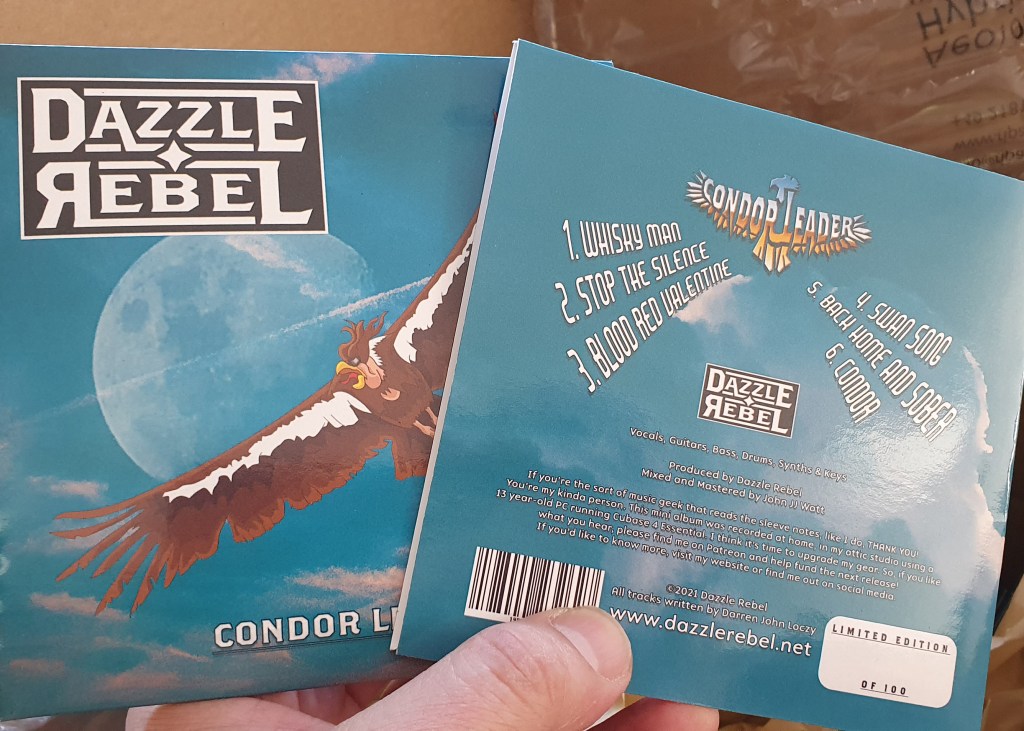 DAZZLE
REBEL
CONDOR LE
CONDOR LEADER
1. WHISKY MAN
2. STOP THE SILENCE
3. BLOOD RED VALENTINE
4. SWAN SONG
5. BACK HOME AND SOBER
6. CONDOR
DAZZLE
REBEL
Vocals, Guitars, Bass, Drums, Synths & Keys
Produced by Dazzle Rebel
Mixed and Mastered by John JJ Watt
If you're the sort of music geek that reads the sleeve notes, like I do, THANK YOU!
You're my kinda person. This mini album was recorded at home, in my attic studio using a
13 year-old PC running Cubase 4 Essential. I think it's time to upgrade my gear. So, if you like
what you hear, please find me on Patreon and help fund the next release!
If you'd like to know more, visit my website or find me out on social media.
©2021 Dazzle Rebel
All tracks written by Darren John Loczy
www.dazzlerebel.net
LIMITED EDITION
OF 100